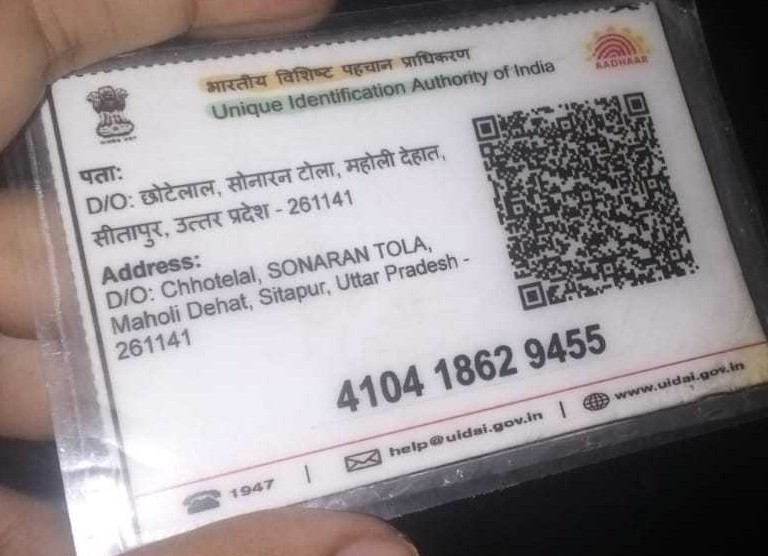 भारतीय विशिष्ट पहचान प्राधिकरण
Unique Identification Authority of India
AADHAAR
पता:
D/O: छोटेलाल, सोनारन टोला, महोली देहात,
सीतापुर, उत्तर प्रदेश - 261141
Address:
D/O: Chhotelal, SONARAN TOLA,
Maholi Dehat, Sitapur, Uttar Pradesh -
261141
4104 1862 9455
1947 | help@uidai.gov.in | www.uidai.gov.in